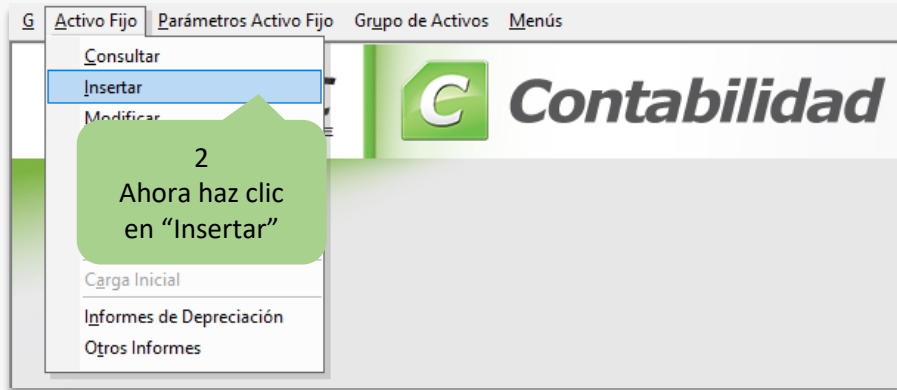 G Activo Fijo Parámetros Activo Fijo Grupo de Activos Menús
Consultar
Insertar
Modificar
C Contabilidad
2
Ahora haz clic
en “Insertar”
Carga Inicial
Informes de Depreciación
Otros Informes